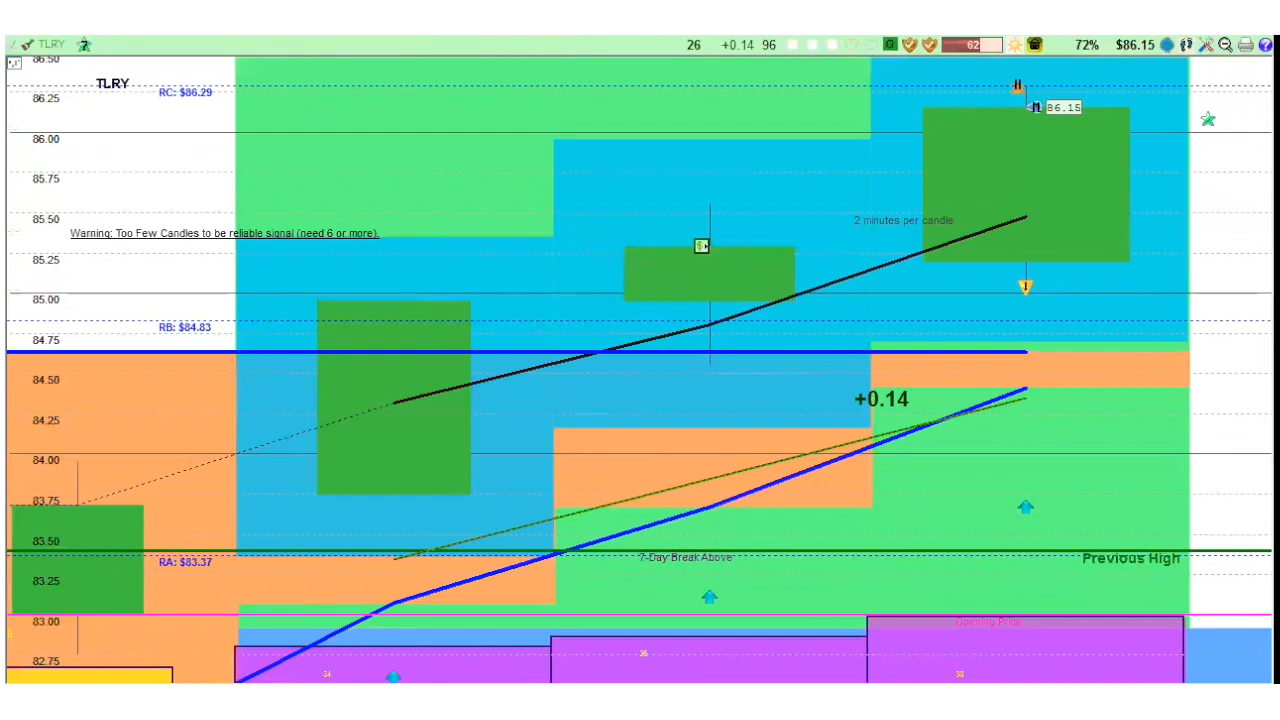 TLRY 7 26 +0.14 96 G 62 72% $86.15
86.50
TLRY
RC: $86.29
H
86.25
M 86.15
86.00
85.75
2 minutes per candle
85.50
Warning: Too Few Candles to be reliable signal (need 6 or more).
$
85.25
85.00
RB: $84.83
84.75
84.50
+0.14
84.25
84.00
83.75
83.50
7-Day Break Above
Previous High
RA: $83.37
83.25
83.00
Opening Price
36
82.75
34
33